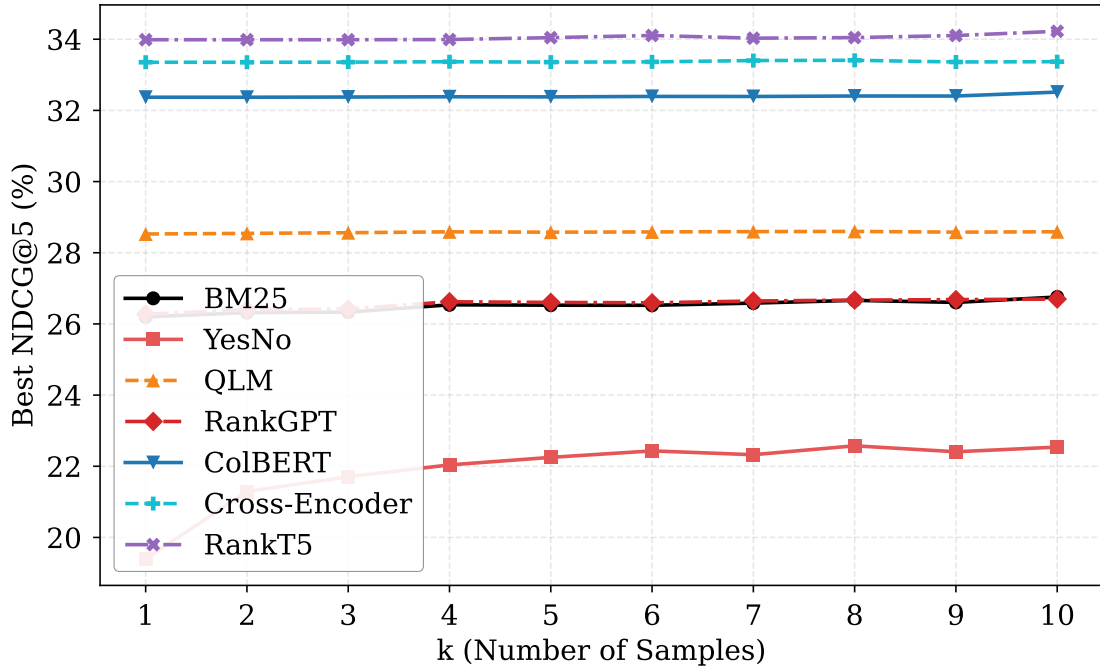 34
32
30
28
26
24
22
20
Best NDCG@5 (%)
BM25
YesNo
QLM
RankGPT
ColBERT
Cross-Encoder
RankT5
1 2 3 4 5 6 7 8 9 10
k (Number of Samples)